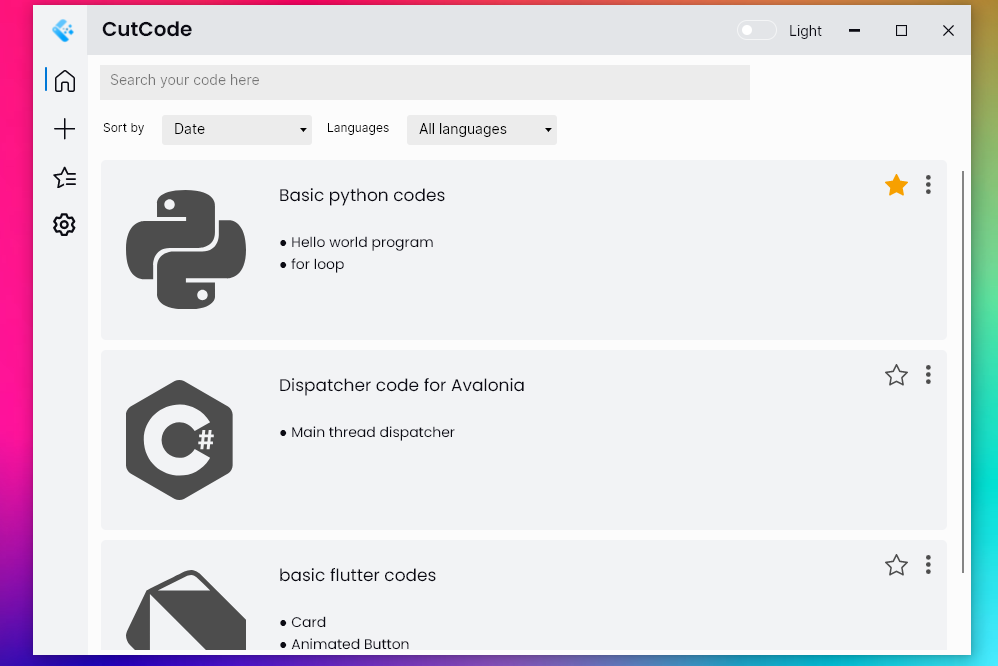 CutCode
Light
Search your code here
Sort by
Date
Languages
All languages
Basic python codes
● Hello world program
● for loop
C#
Dispatcher code for Avalonia
● Main thread dispatcher
basic flutter codes
● Card
● Animated Button